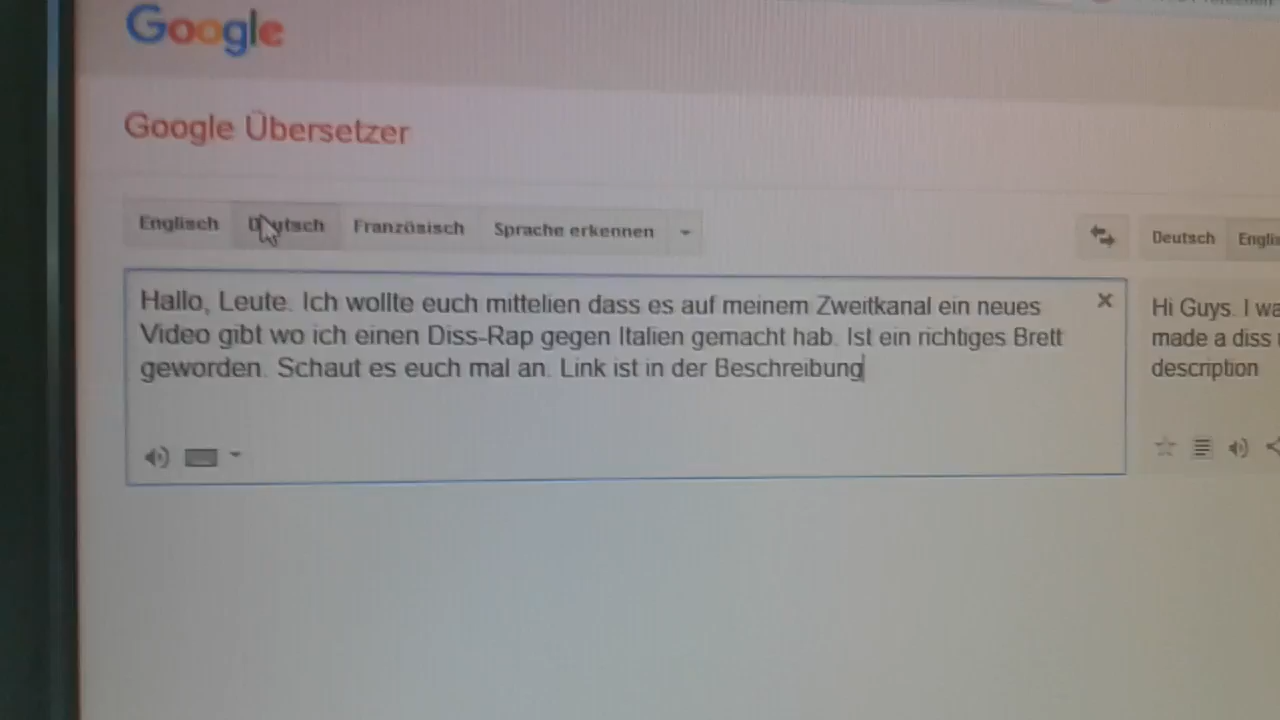 Google
Google Übersetzer
Englisch Deutsch Französisch Sprache erkennen Deutsch
Hallo, Leute. Ich wollte euch mittelien dass es auf meinem Zweitkanal ein neues
Video gibt wo ich einen Diss-Rap gegen Italien gemacht hab. Ist ein richtiges Brett
geworden. Schaut es euch mal an. Link ist in der Beschreibung
Hi Guys. I
made a diss
description